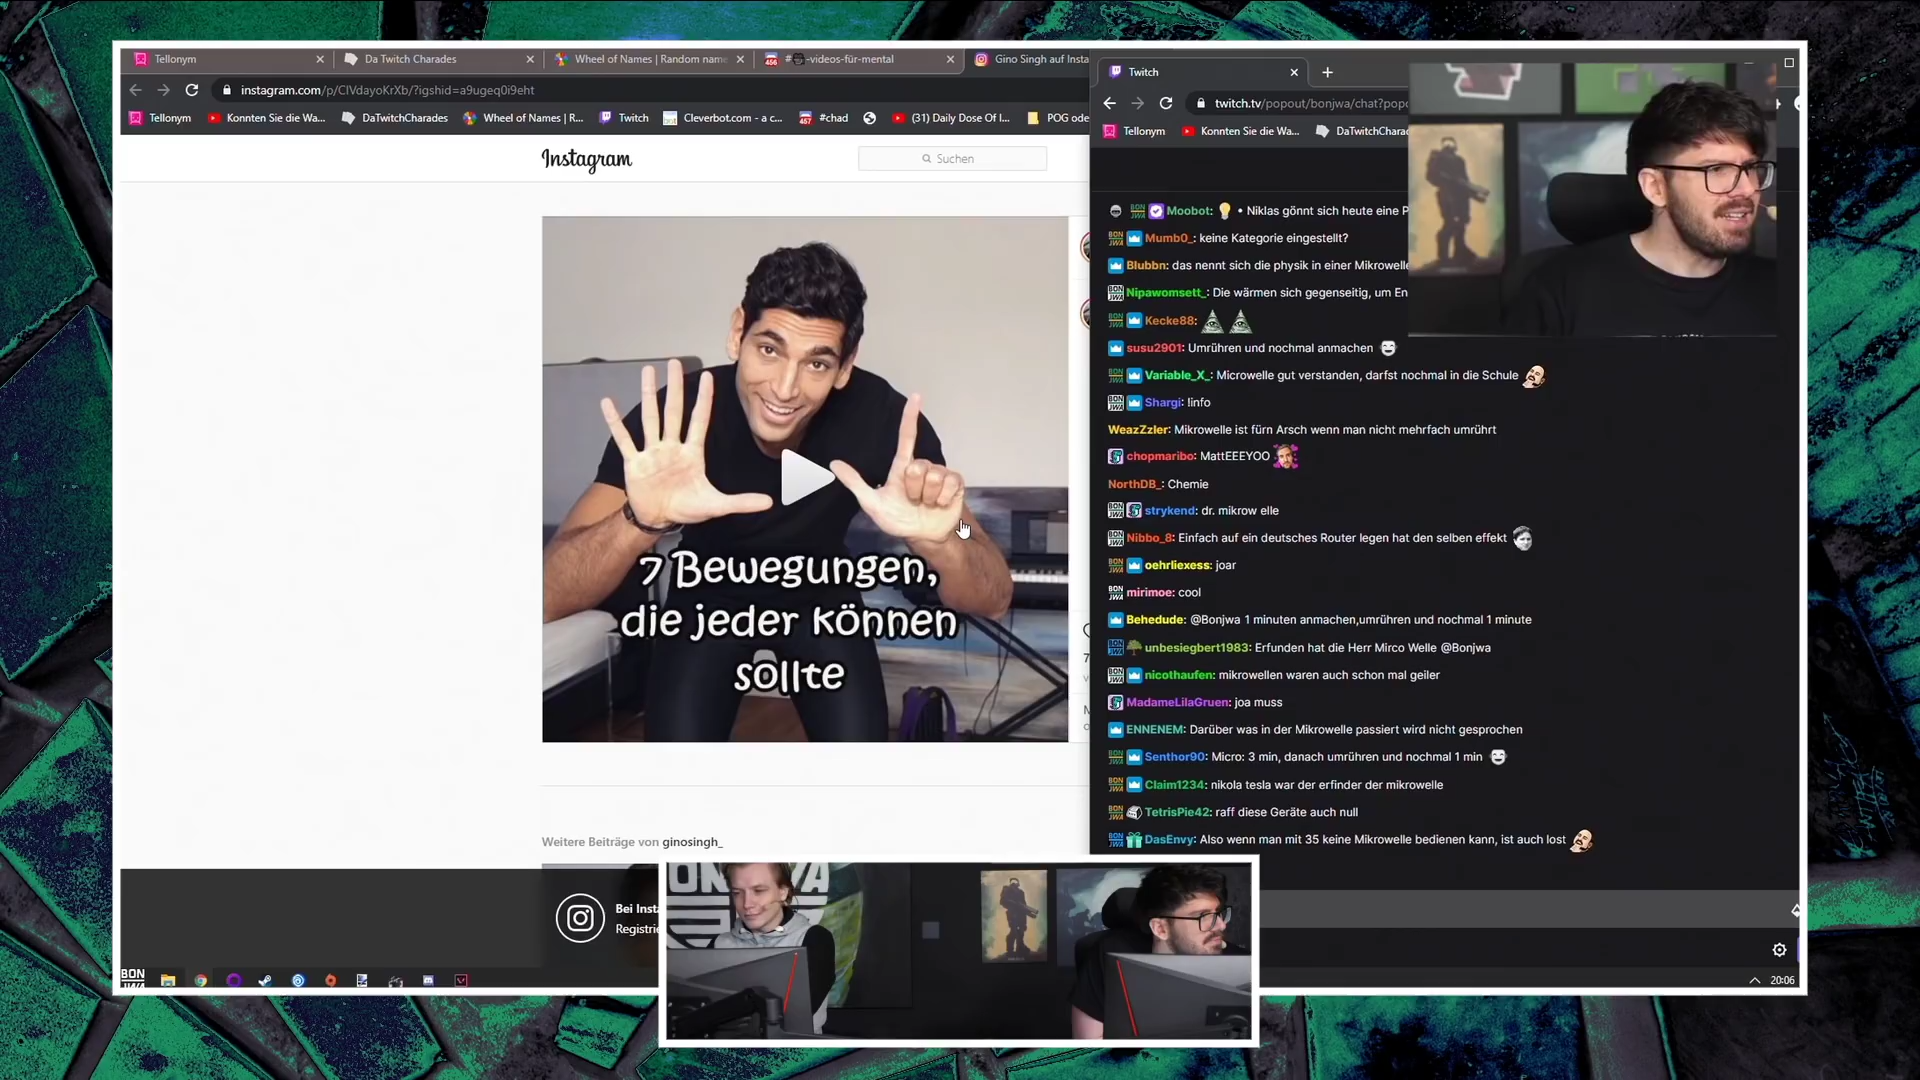 Tellonym
Da Twitch Charades
Wheel of Names | Random name
#
-videos-für-mental
Gino Singh auf Insta
instagram.com/p/CIVdayoKrXb/?igshid=a9ugeq0i9eht
Tellonym
Konnten Sie die Wa...
DaTwitchCharades
Wheel of Names | R...
Twitch
Cleverbot.com - a c...
#chad
(31) Daily Dose Of I...
POG ode
Instagram
Suchen
7 Bewegungen,
die jeder können
sollte
Weitere Beiträge von ginosingh_
Bei Insta
Registrie
Twitch
twitch.tv/popout/bonjwa/chat?popo
Tellonym
Konnten Sie die Wa...
DaTwitchCharad
Moobot: • Niklas gönnt sich heute eine P
Mumb0_: keine Kategorie eingestellt?
Blubbn: das nennt sich die physik in einer Mikrowelle
Nipawomsett_: Die wärmen sich gegenseitig, um En
Kecke88:
susu2901: Umrühren und nochmal anmachen
Variable_X_: Microwelle gut verstanden, darfst nochmal in die Schule
Shargi: !info
WeazZzler: Mikrowelle ist fürn Arsch wenn man nicht mehrfach umrührt
chopmaribo: MattEEEYOO
NorthDB_: Chemie
strykend: dr. mikrow elle
Nibbo_8: Einfach auf ein deutsches Router legen hat den selben effekt
oehrliexess: joar
mirimoe: cool
Behedude: @Bonjwa 1 minuten anmachen,umrühren und nochmal 1 minute
unbesiegbert1983: Erfunden hat die Herr Mirco Welle @Bonjwa
nicothaufen: mikrowellen waren auch schon mal geiler
MadameLilaGruen: joa muss
ENNENEM: Darüber was in der Mikrowelle passiert wird nicht gesprochen
Senthor90: Micro: 3 min, danach umrühren und nochmal 1 min
Claim1234: nikola tesla war der erfinder der mikrowelle
TetrisPie42: raff diese Geräte auch null
DasEnvy: Also wenn man mit 35 keine Mikrowelle bedienen kann, ist auch lost
BON
JWA
20:06